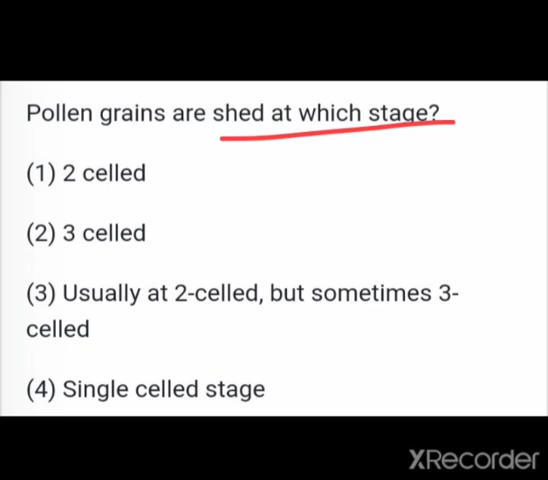 Pollen grains are shed at which stage?
(1) 2 celled
(2) 3 celled
(3) Usually at 2-celled, but sometimes 3-
celled
(4) Single celled stage
XRecorder